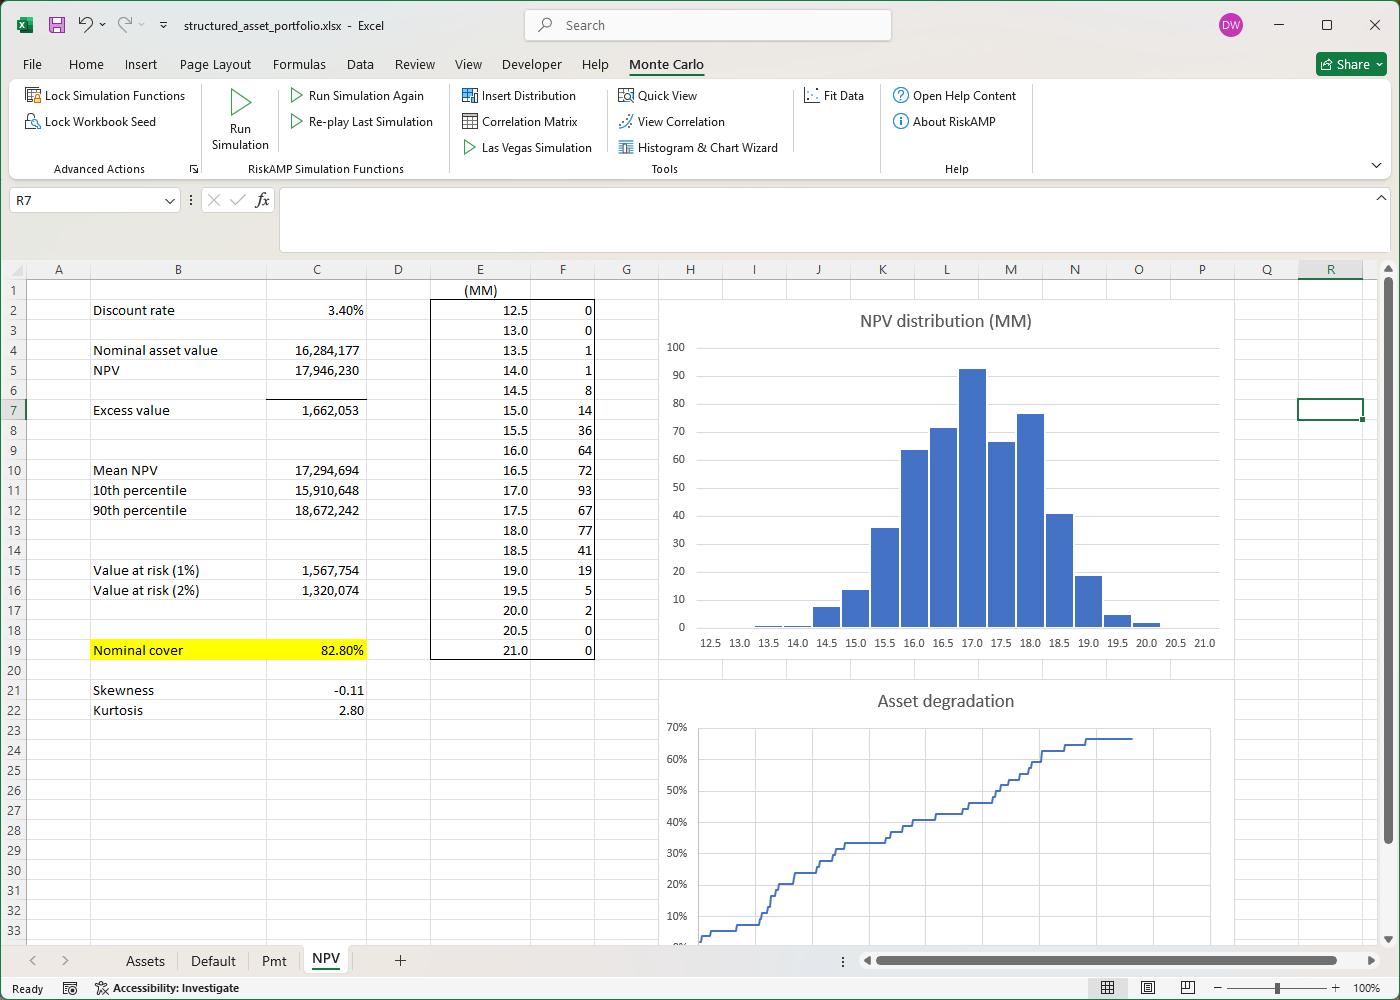 structured_asset_portfolio.xlsx - Excel
Search
DW
File Home Insert Page Layout Formulas Data Review View Developer Help Monte Carlo
Share
Lock Simulation Functions
Lock Workbook Seed
Advanced Actions
Run
Simulation
Run Simulation Again
Re-play Last Simulation
RiskAMP Simulation Functions
Insert Distribution
Correlation Matrix
Las Vegas Simulation
Quick View
View Correlation
Histogram & Chart Wizard
Tools
Fit Data
Open Help Content
About RiskAMP
Help
R7
fx
A B C D E F G H I J K L M N O P Q R
1 (MM)
2 Discount rate 3.40% 12.5 0
3 13.0 0
4 Nominal asset value 16,284,177 13.5 1
5 NPV 17,946,230 14.0 1
6 14.5 8
7 Excess value 1,662,053 15.0 14
8 15.5 36
9 16.0 64
10 Mean NPV 17,294,694 16.5 72
11 10th percentile 15,910,648 17.0 93
12 90th percentile 18,672,242 17.5 67
13 18.0 77
14 18.5 41
15 Value at risk (1%) 1,567,754 19.0 19
16 Value at risk (2%) 1,320,074 19.5 5
17 20.0 2
18 20.5 0
19 Nominal cover 82.80% 21.0 0
20
21 Skewness -0.11
22 Kurtosis 2.80
23
24
25
26
27
28
29
30
31
32
33
NPV distribution (MM)
100
90
80
70
60
50
40
30
20
10
0
12.5 13.0 13.5 14.0 14.5 15.0 15.5 16.0 16.5 17.0 17.5 18.0 18.5 19.0 19.5 20.0 20.5 21.0
Asset degradation
70%
60%
50%
40%
30%
20%
10%
0%
Assets Default Pmt NPV
Ready
Accessibility: Investigate
100%